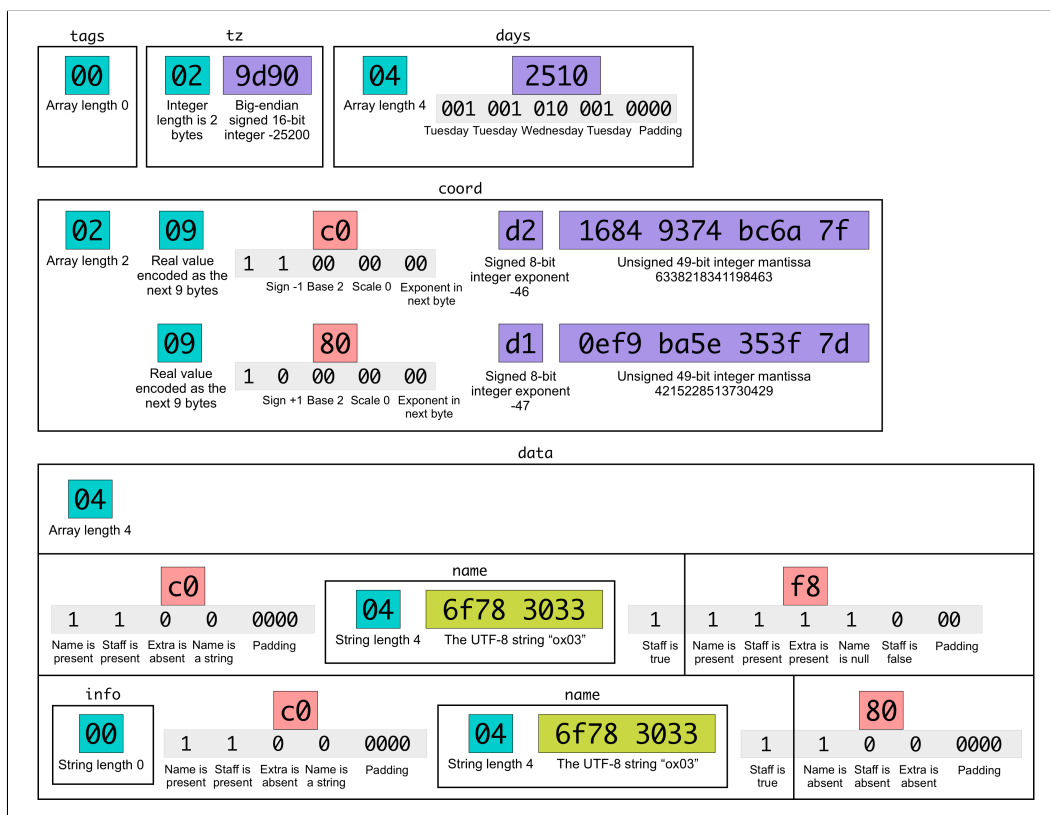 tags tz days
00 02 9d90 04 2510
Array length 0 Integer length is 2 bytes Big-endian signed 16-bit integer -25200 Array length 4 001 001 010 001 0000
Tuesday Tuesday Wednesday Tuesday Padding
coord
02 09 c0 d2 1684 9374 bc6a 7f
Array length 2 Real value encoded as the next 9 bytes 1 1 00 00 00 Signed 8-bit integer exponent -46 Unsigned 49-bit integer mantissa 6338218341198463
Sign -1 Base 2 Scale 0 Exponent in next byte
09 80 d1 0ef9 ba5e 353f 7d
Real value encoded as the next 9 bytes 1 0 00 00 00 Signed 8-bit integer exponent -47 Unsigned 49-bit integer mantissa 4215228513730429
Sign +1 Base 2 Scale 0 Exponent in next byte
data
04
Array length 4
name
c0 04 6f78 3033 f8
1 1 0 0 0000 String length 4 The UTF-8 string “ox03” 1 1 1 1 1 0 00
Name is present Staff is present Extra is absent Name is a string Padding Staff is true Name is present Staff is present Extra is present Name is null Staff is false Padding
info name
00 c0 04 6f78 3033 80
String length 0 1 1 0 0 0000 String length 4 The UTF-8 string “ox03” 1 1 0 0 0000
Name is present Staff is present Extra is absent Name is a string Padding Staff is true Name is absent Staff is absent Extra is absent Padding